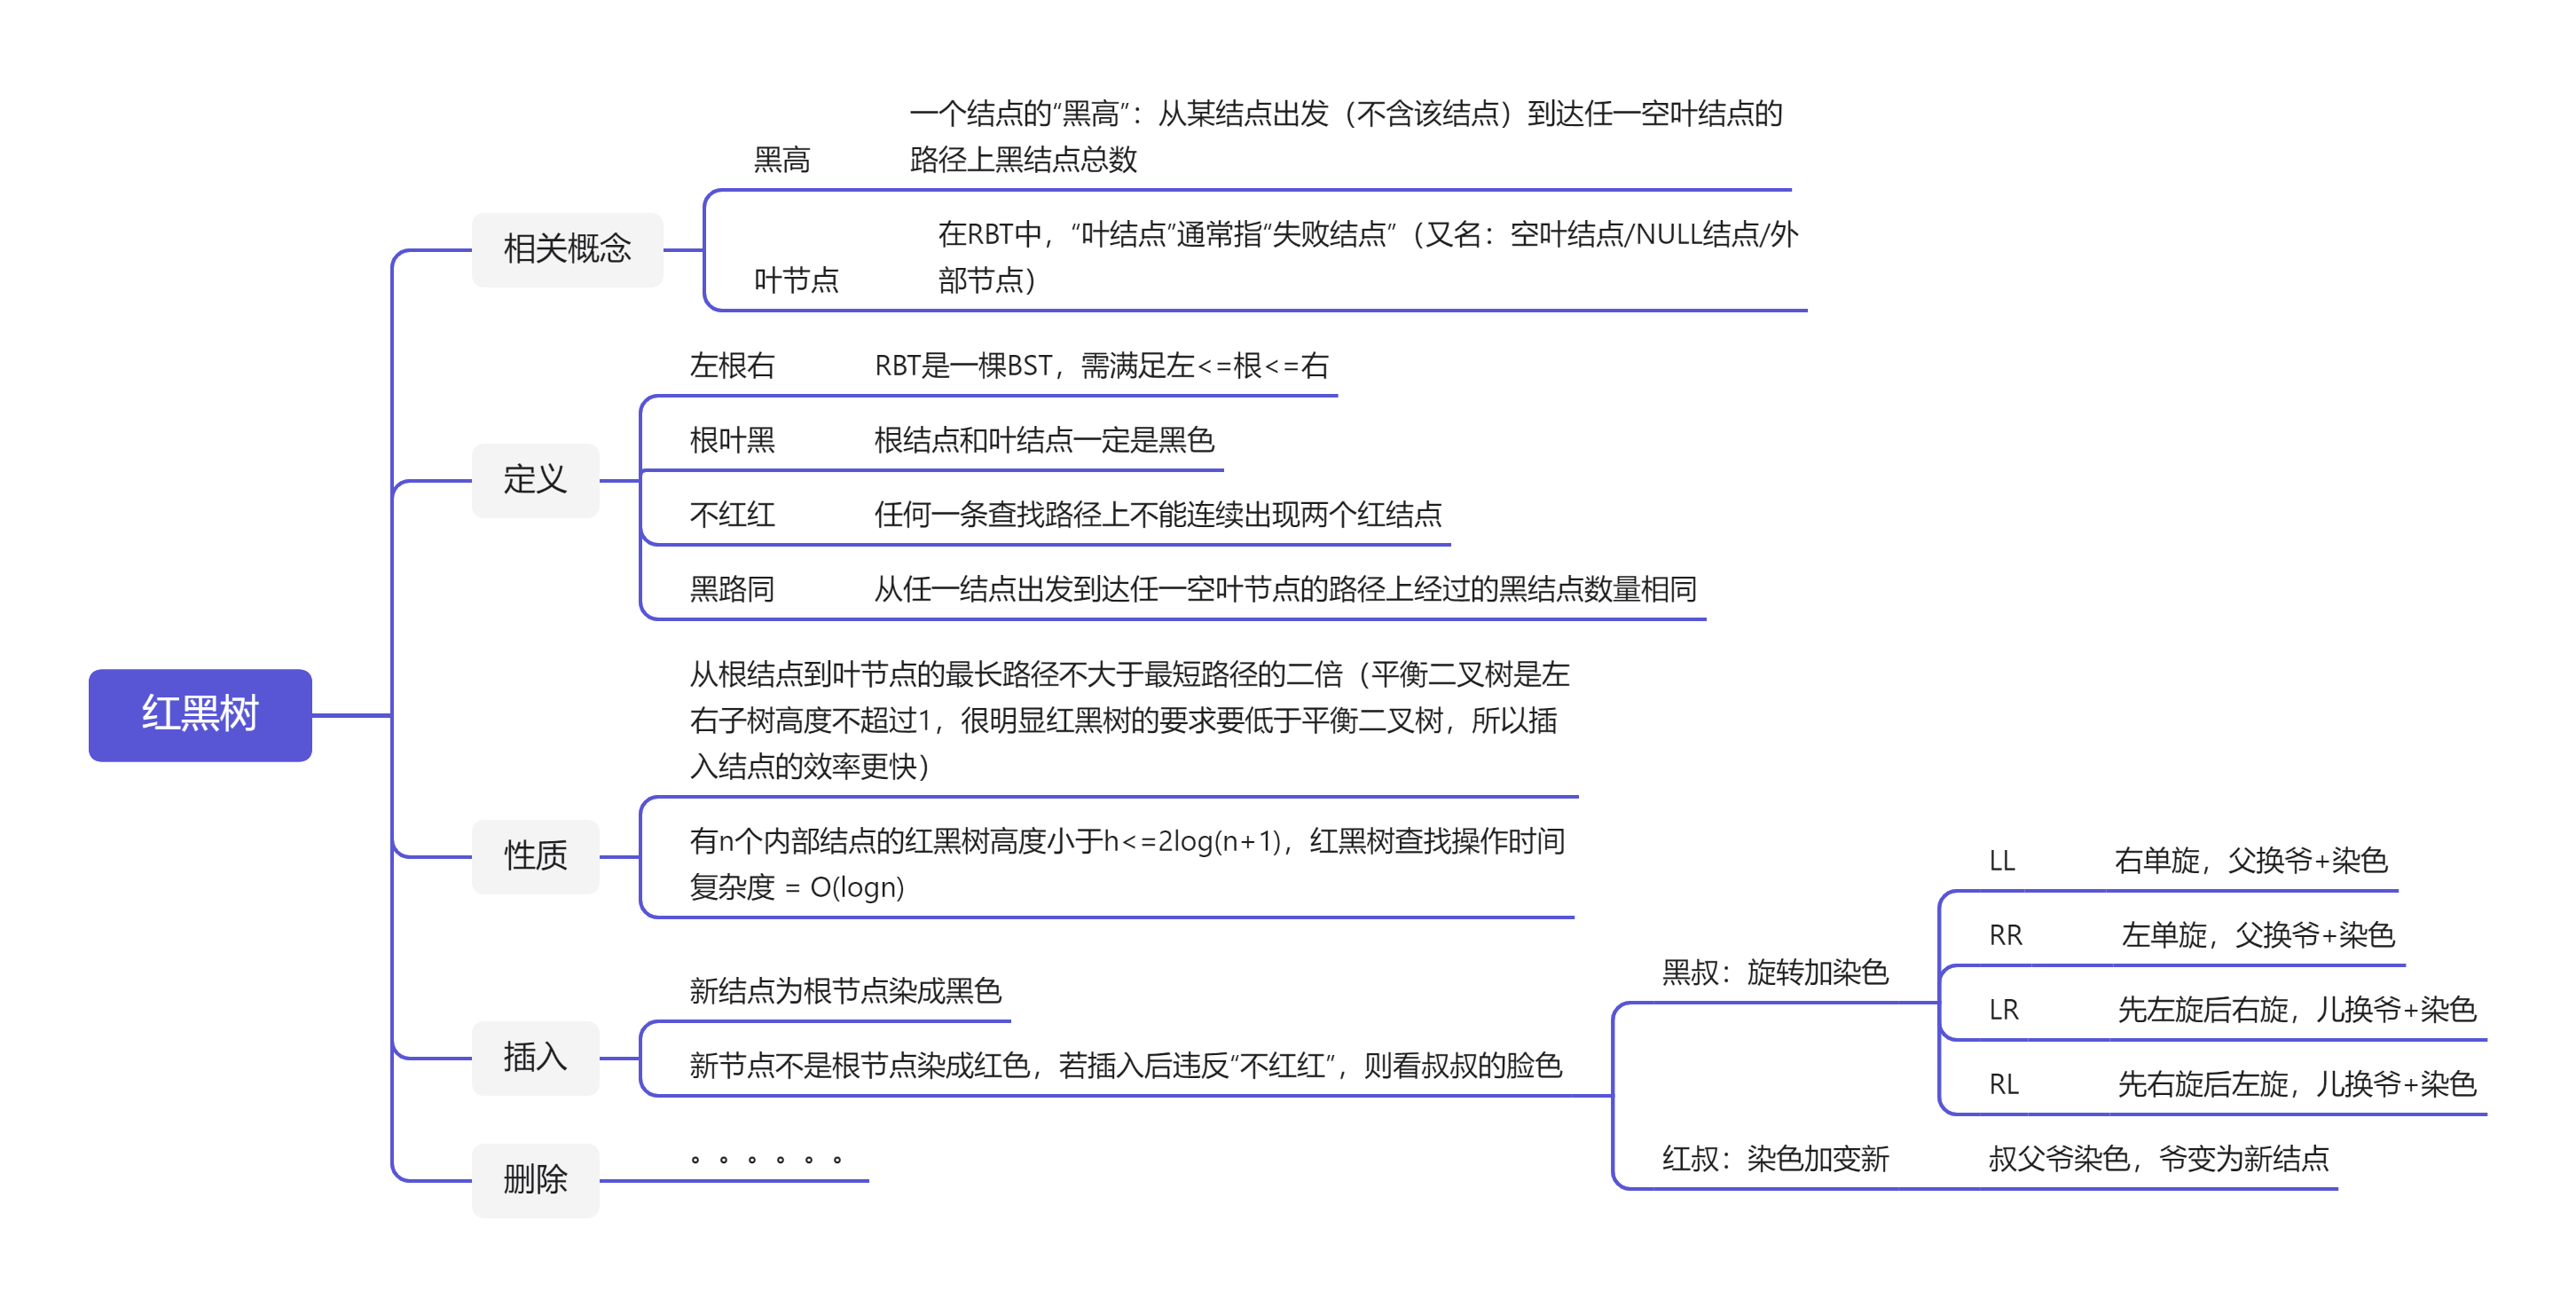 红黑树
相关概念
黑高
一个结点的“黑高”：从某结点出发（不含该结点）到达任一空叶结点的
路径上黑结点总数
叶节点
在RBT中，“叶结点”通常指“失败结点”（又名：空叶结点/NULL结点/外
部节点）
定义
左根右
RBT是一棵BST，需满足左<=根<=右
根叶黑
根结点和叶结点一定是黑色
不红红
任何一条查找路径上不能连续出现两个红结点
黑路同
从任一结点出发到达任一空叶节点的路径上经过的黑结点数量相同
性质
从根结点到叶节点的最长路径不大于最短路径的二倍（平衡二叉树是左
右子树高度不超过1，很明显红黑树的要求要低于平衡二叉树，所以插
入结点的效率更快）
有n个内部结点的红黑树高度小于h<=2log(n+1)，红黑树查找操作时间
复杂度 = O(logn)
插入
新结点为根节点染成黑色
新节点不是根节点染成红色，若插入后违反“不红红”，则看叔叔的脸色
黑叔：旋转加染色
LL
右单旋，父换爷+染色
RR
左单旋，父换爷+染色
LR
先左旋后右旋，儿换爷+染色
RL
先右旋后左旋，儿换爷+染色
红叔：染色加变新
叔父爷染色，爷变为新结点
删除
。。。。。。